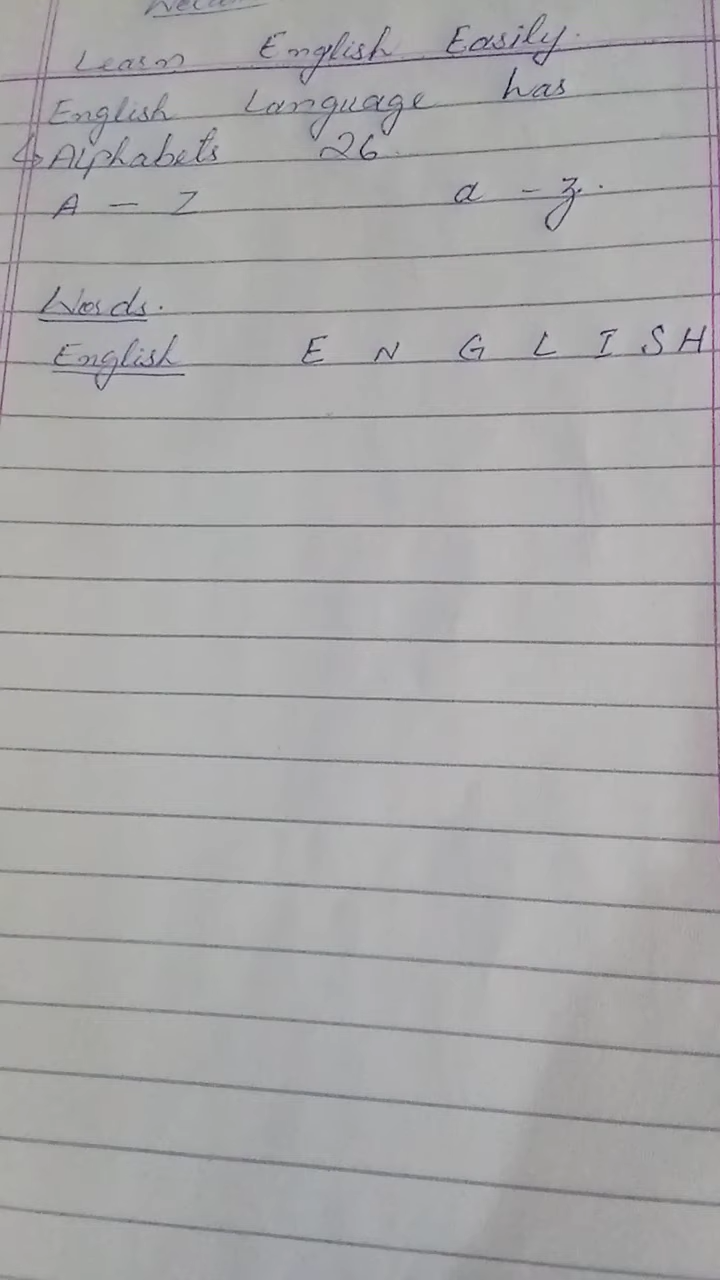 Learn English Easily.
English Language has
Alphabets 26
A – Z a – z.
Words.
English E N G L I S H